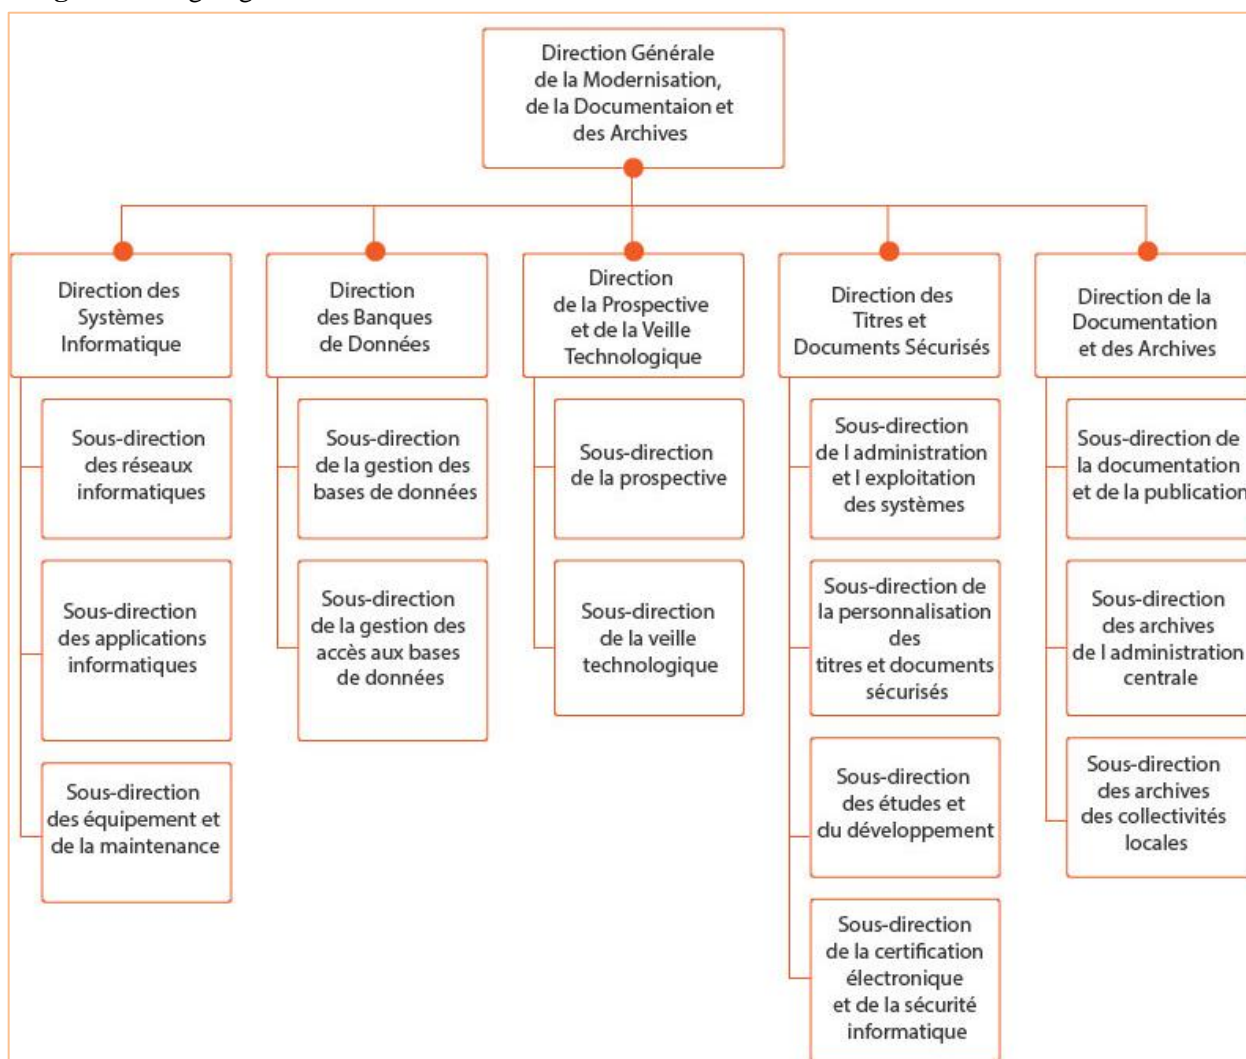 Direction Générale
de la Modernisation,
de la Documentaion et
des Archives
Direction des
Systèmes
Informatique
Sous-direction
des réseaux
informatiques
Sous-direction
des applications
informatiques
Sous-direction
des équipement et
de la maintenance
Direction
des Banques
de Données
Sous-direction
de la gestion des
bases de données
Sous-direction
de la gestion des
accès aux bases
de données
Direction
de la Prospective
et de la Veille
Technologique
Sous-direction
de la prospective
Sous-direction
de la veille
technologique
Direction des
Titres et
Documents Sécurisés
Sous-direction
de l administration
et l exploitation
des systèmes
Sous-direction de
la personnalisation
des
titres et documents
sécurisés
Sous-direction
des études et
du développement
Sous-direction
de la certification
électronique
et de la sécurité
informatique
Direction de la
Documentation
et des Archives
Sous-direction de
la documentation
et de la publication
Sous-direction
des archives
de l administration
centrale
Sous-direction
des archives
des collectivités
locales